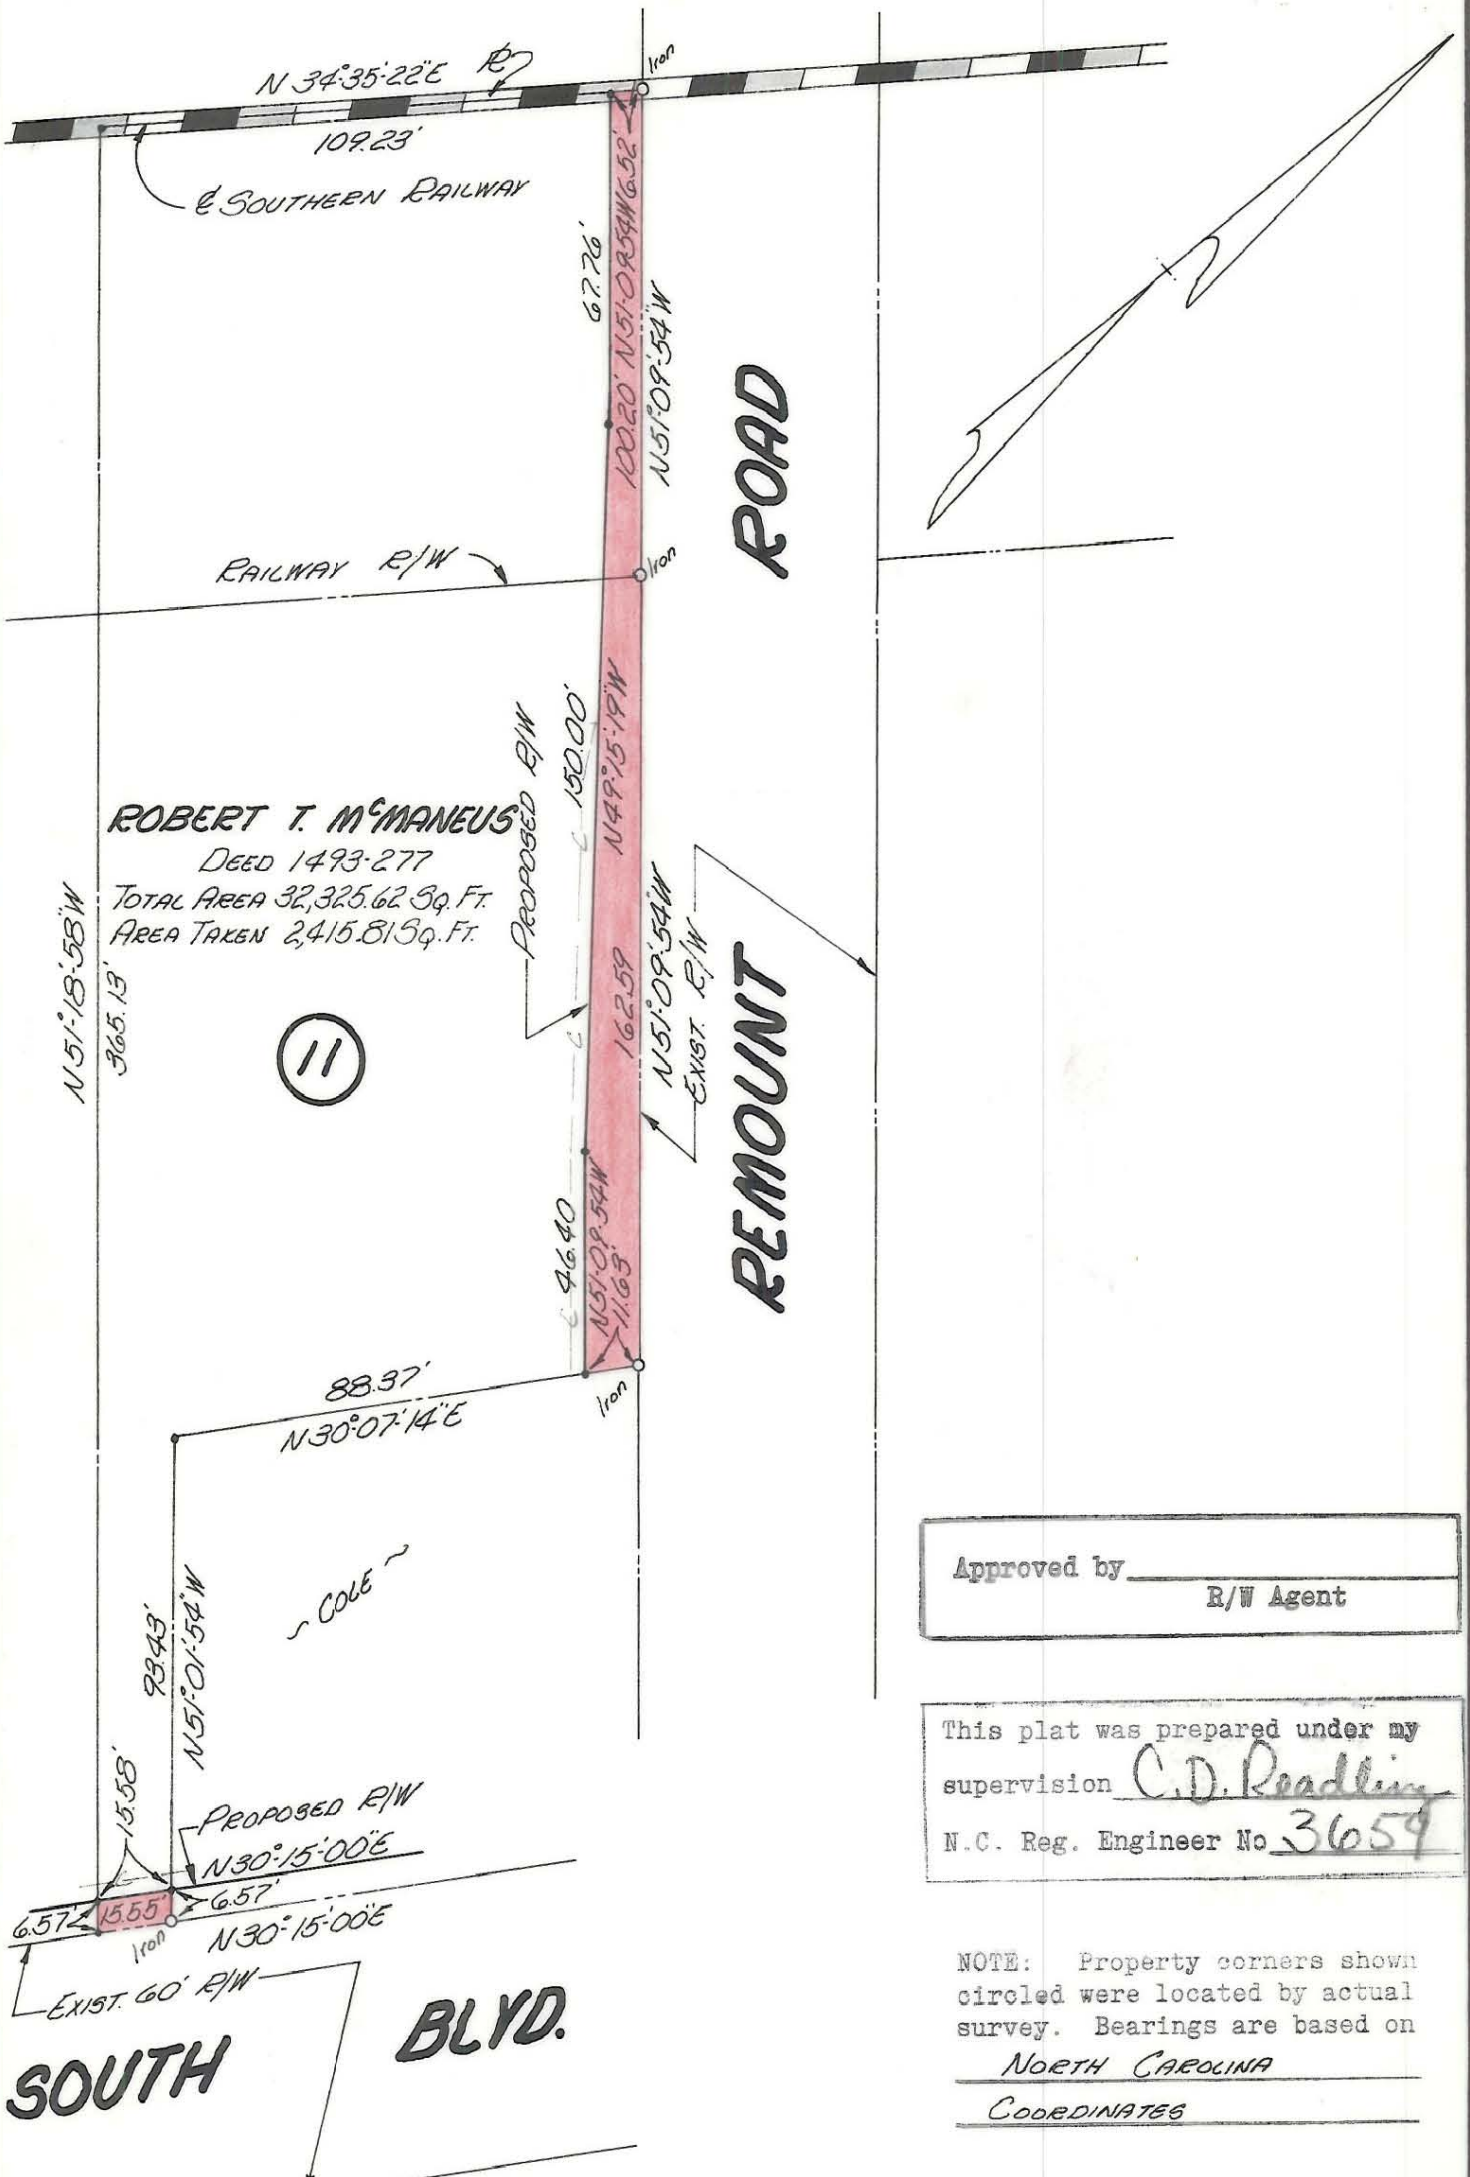 N 34°-35'-22"E
Iron
109.23'
℄ SOUTHERN RAILWAY
67.76'
6.52'
N51-09-54W
100.20'
N51°-09'-54"W
ROAD
RAILWAY R/W
Iron
PROPOSED R/W
150.00'
N49°-15'-19"W
ROBERT T. McMANEUS
DEED 1493-277
TOTAL AREA 32,325.62 SQ. FT.
AREA TAKEN 2,415.81 SQ. FT.
N51°-18'-58"W
365.13'
11
162.59
N51°-09'-54"W
EXIST. R/W
REMOUNT
46.40
N51-09-54W
11.63'
Iron
88.37'
N30°-07'-14"E
COLE
93.43'
N51°-01'-54"W
15.58'
PROPOSED R/W
N30°-15'-00"E
6.57'
15.55'
6.57'
Iron
N30°-15'-00"E
EXIST. 60' R/W
SOUTH BLVD.
Approved by
R/W Agent
This plat was prepared under my
supervision C.D. Readling
N.C. Reg. Engineer No 3659
NOTE: Property corners shown
circled were located by actual
survey. Bearings are based on
NORTH CAROLINA
COORDINATES